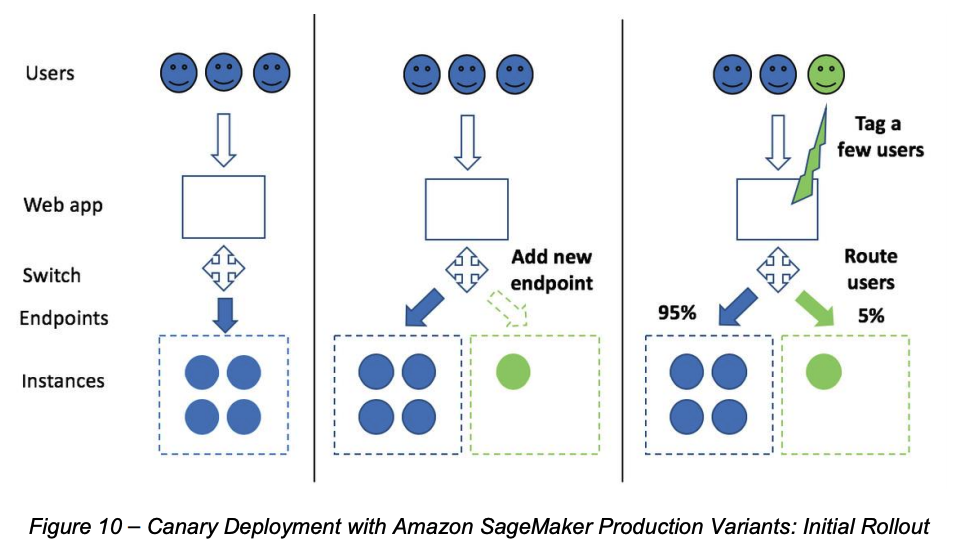 Users
Tag a
few users
Web app
Switch
Add new
endpoint
Route
users
Endpoints
95%
5%
Instances
Figure 10 – Canary Deployment with Amazon SageMaker Production Variants: Initial Rollout